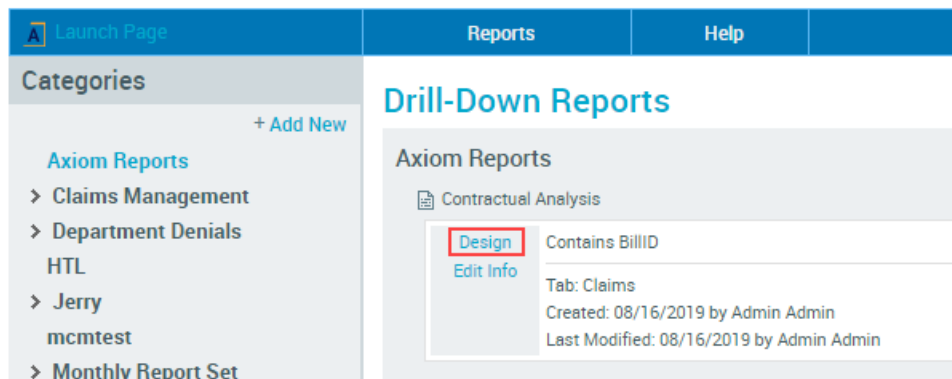 A Launch Page
Reports
Help
Categories
+ Add New
Axiom Reports
Claims Management
Department Denials
HTL
Jerry
mcmtest
Monthly Report Set
Drill-Down Reports
Axiom Reports
Contractual Analysis
Design
Edit Info
Contains BillID
Tab: Claims
Created: 08/16/2019 by Admin Admin
Last Modified: 08/16/2019 by Admin Admin